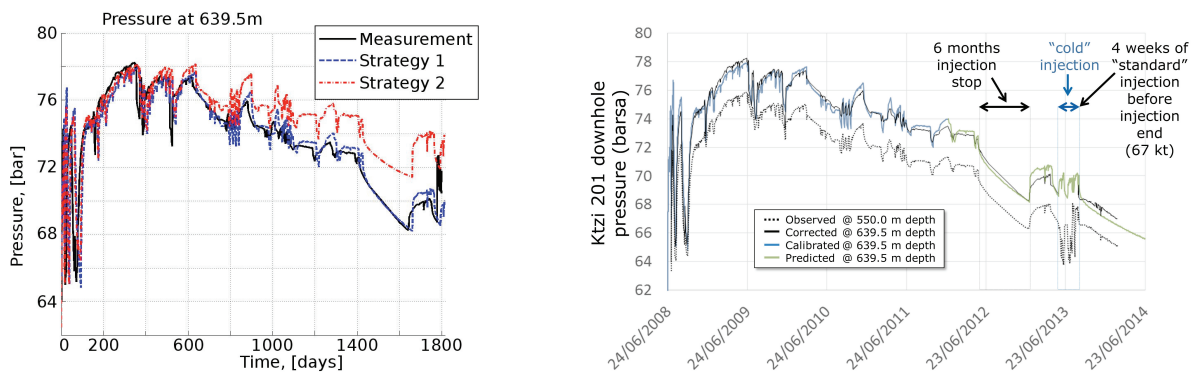 Pressure at 639.5m
80
76
72
68
64
Pressure, [bar]
0 200 600 1000 1400 1800
Time, [days]
Measurement
Strategy 1
Strategy 2
80
78
76
74
72
70
68
66
64
62
Ktzi 201 downhole
pressure (barsa)
6 months
injection
stop
“cold”
injection
4 weeks of
“standard”
injection
before
injection
end
(67 kt)
Observed @ 550.0 m depth
Corrected @ 639.5 m depth
Calibrated @ 639.5 m depth
Predicted @ 639.5 m depth
24/06/2008
24/06/2009
24/06/2010
24/06/2011
23/06/2012
23/06/2013
23/06/2014